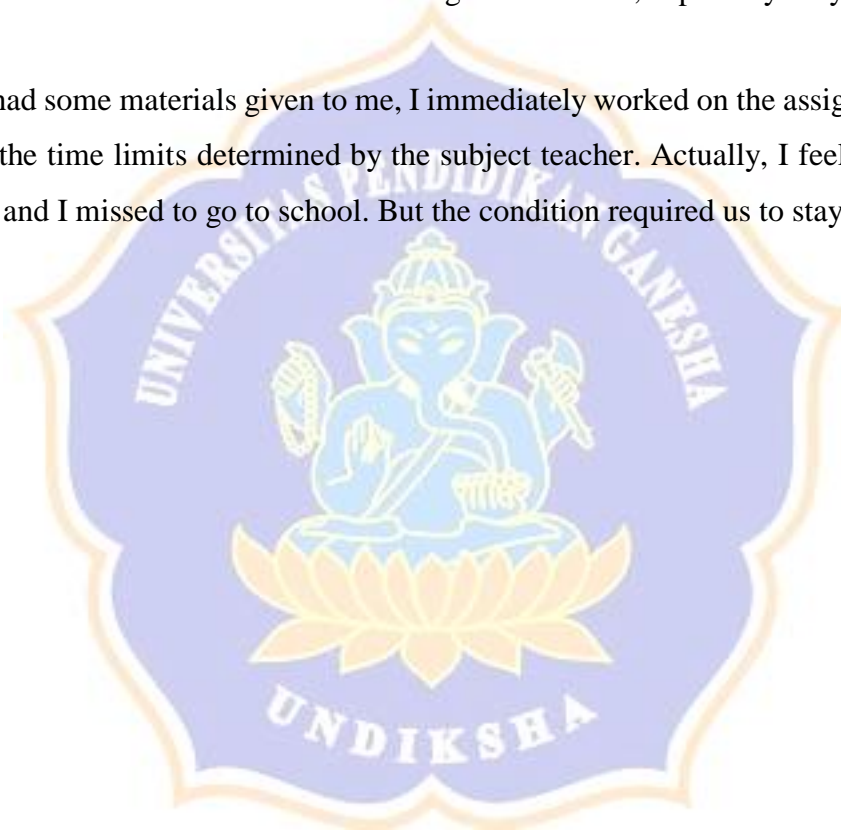 had some materials given to me, I immediately worked on the assig
the time limits determined by the subject teacher. Actually, I feel
and I missed to go to school. But the condition required us to stay
UNIVERSITAS PENDIDIKAN GANESHA
UNDIKSHA